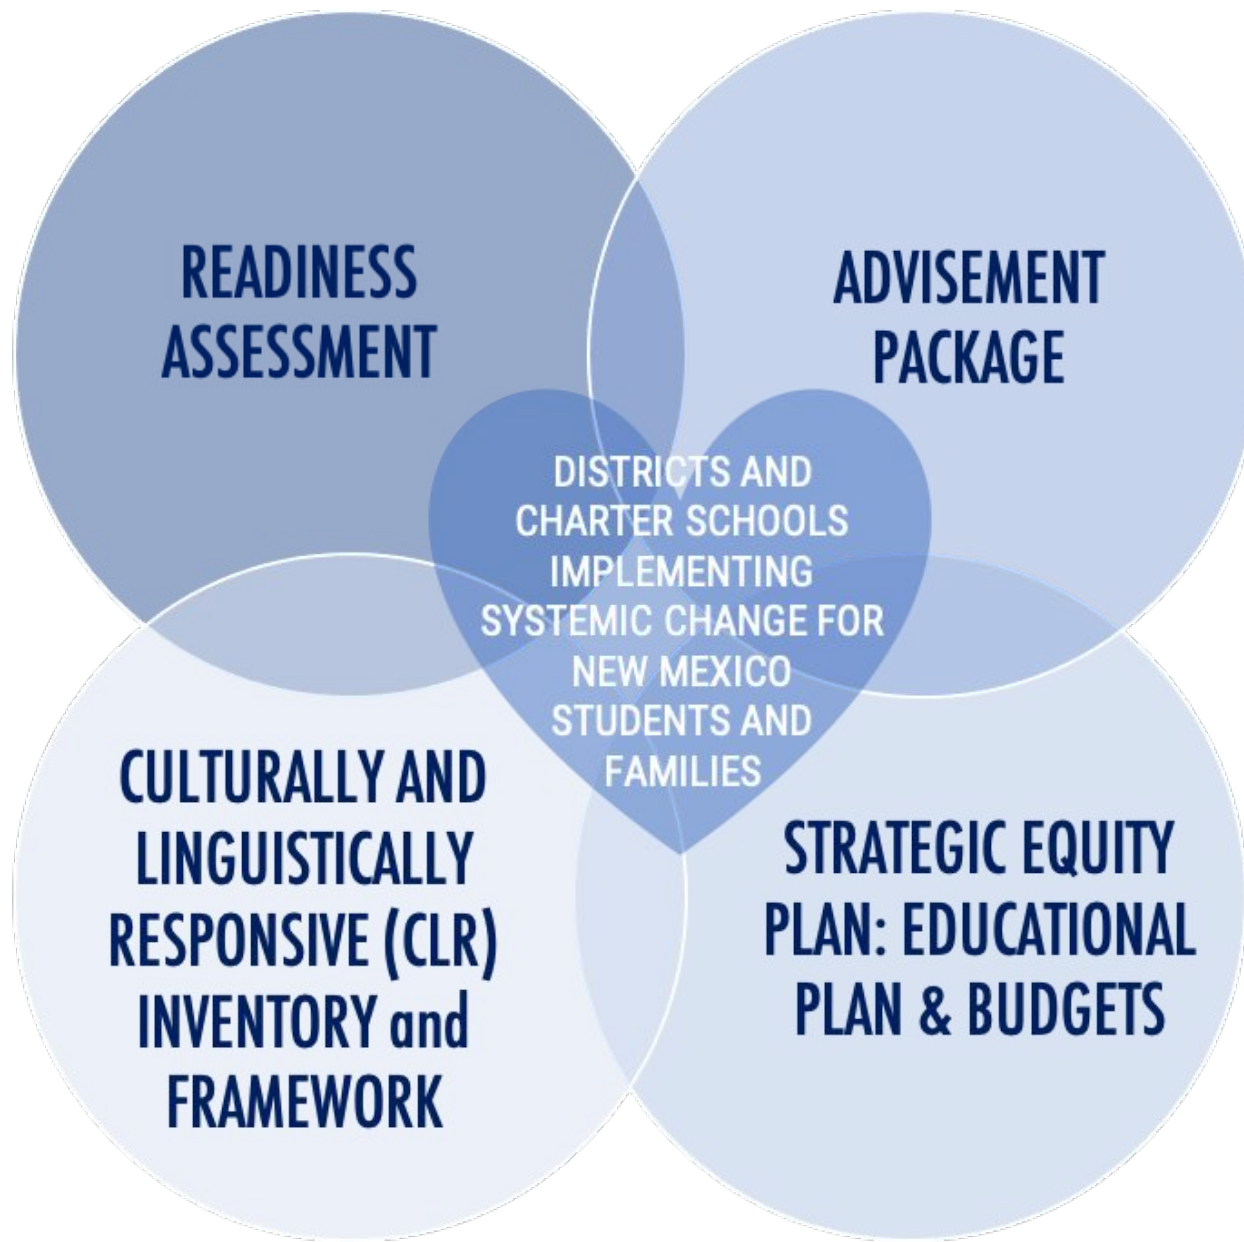 READINESS
ASSESSMENT
ADVISEMENT
PACKAGE
DISTRICTS AND
CHARTER SCHOOLS
IMPLEMENTING
SYSTEMIC CHANGE FOR
NEW MEXICO
STUDENTS AND
FAMILIES
CULTURALLY AND
LINGUISTICALLY
RESPONSIVE (CLR)
INVENTORY and
FRAMEWORK
STRATEGIC EQUITY
PLAN: EDUCATIONAL
PLAN & BUDGETS